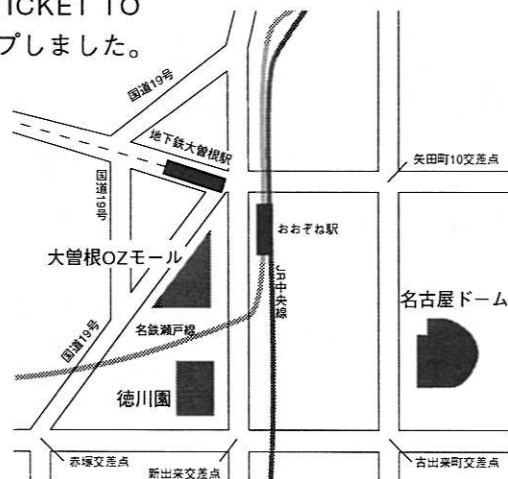 TICKET TO
プしました。
国道19号
地下鉄大曽根駅
矢田町10交差点
国道19号
おおぞね駅
大曽根OZモール
JR中央線
名古屋ドーム
名鉄瀬戸線
国道19号
徳川園
赤塚交差点
新出来交差点
古出来町交差点